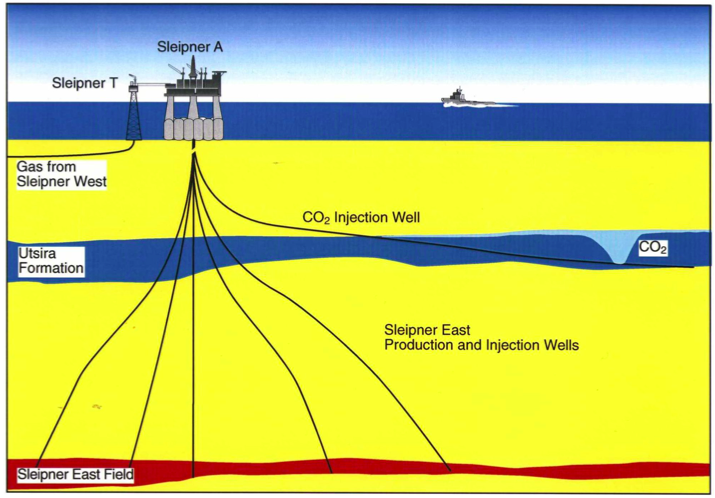 Sleipner A
Sleipner T
Gas from
Sleipner West
CO₂ Injection Well
Utsira
Formation
CO₂
Sleipner East
Production and Injection Wells
Sleipner East Field